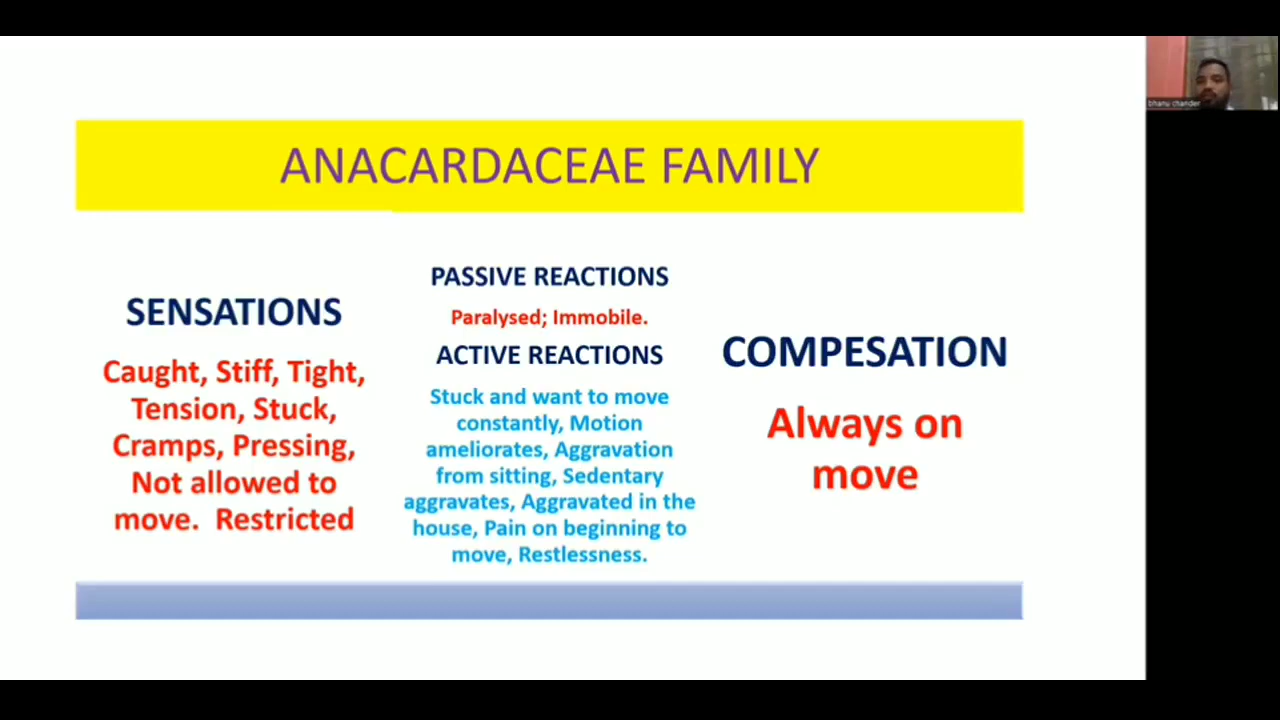 ANACARDACEAE FAMILY
SENSATIONS
Caught, Stiff, Tight,
Tension, Stuck,
Cramps, Pressing,
Not allowed to
move.  Restricted
PASSIVE REACTIONS
Paralysed; Immobile.
ACTIVE REACTIONS
Stuck and want to move
constantly, Motion
ameliorates, Aggravation
from sitting, Sedentary
aggravates, Aggravated in the
house, Pain on beginning to
move, Restlessness.
COMPESATION
Always on
move
bhanu chander